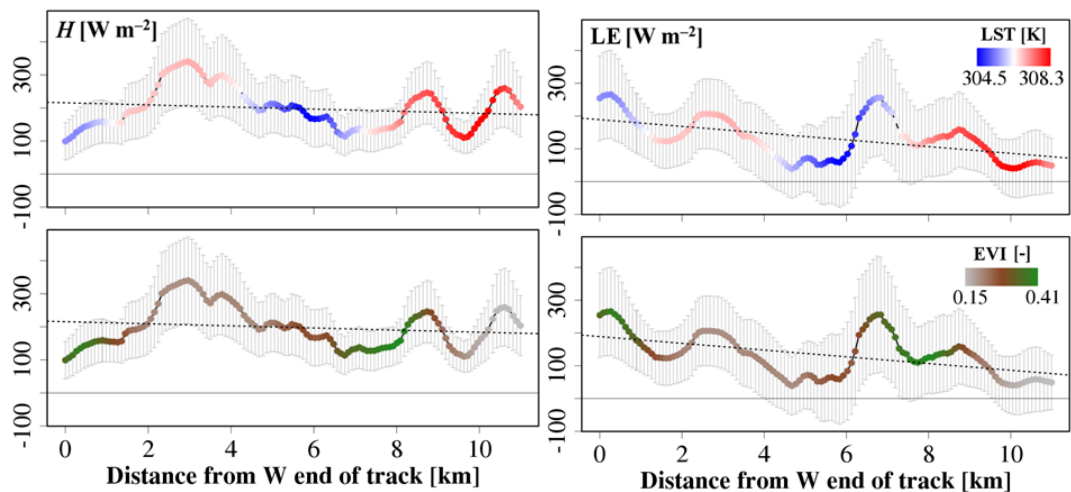 H [W m⁻²]
300
100
-100
LE [W m⁻²]
LST [K]
304.5 308.3
300
100
-100
300
100
-100
0 2 4 6 8 10
Distance from W end of track [km]
EVI [-]
0.15 0.41
300
100
-100
0 2 4 6 8 10
Distance from W end of track [km]